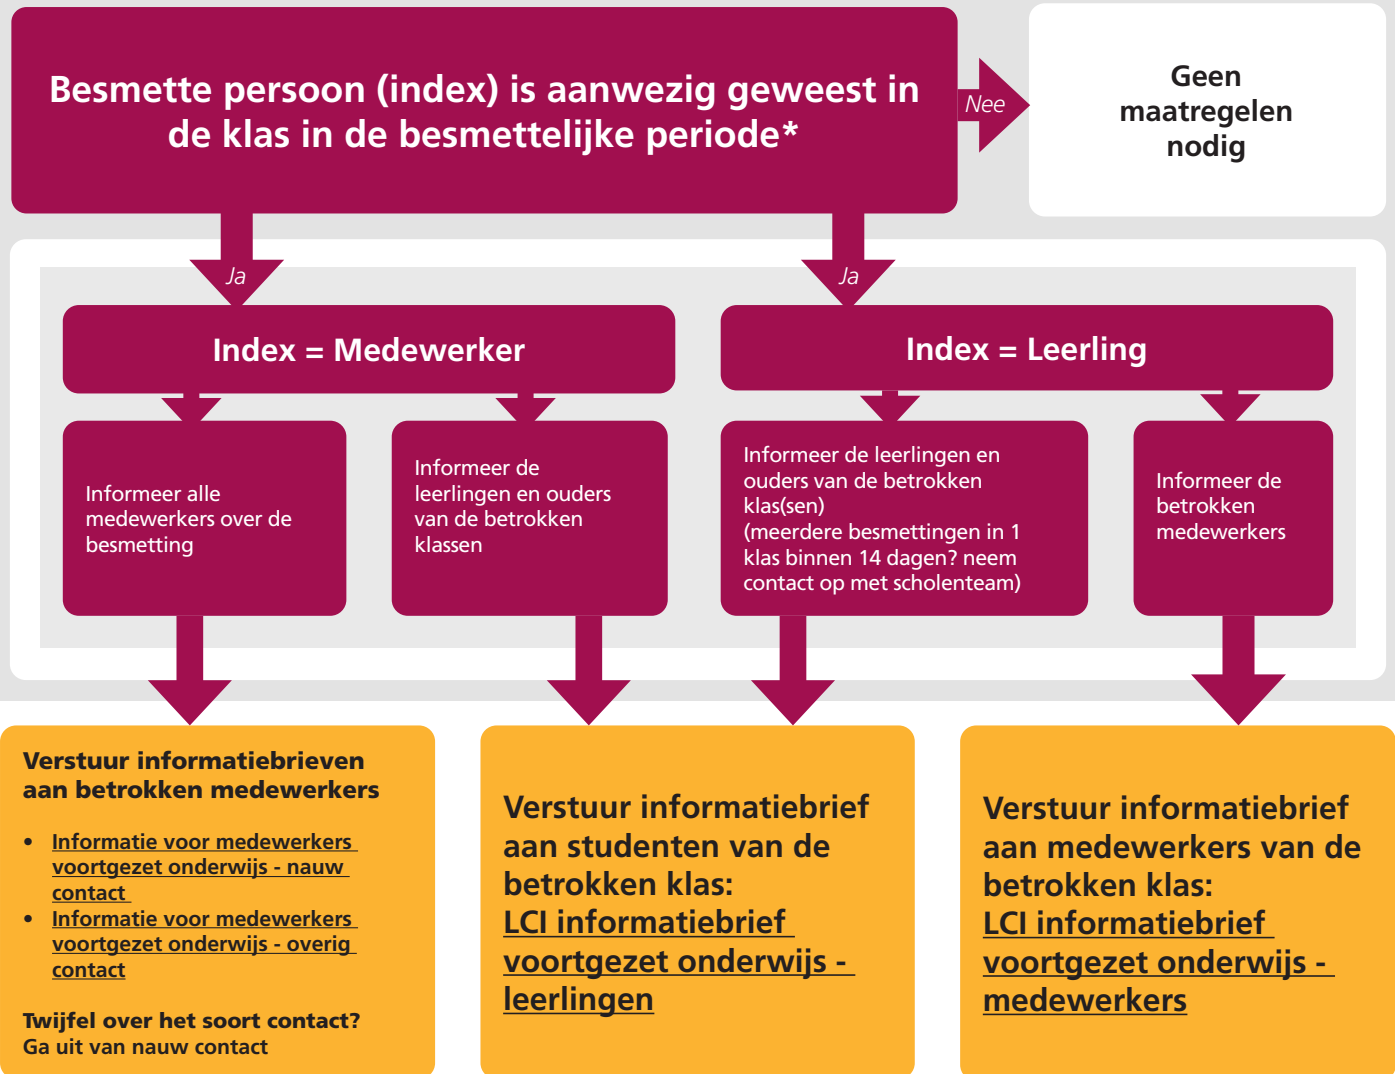 Besmette persoon (index) is aanwezig geweest in
de klas in de besmettelijke periode*
Nee
Geen
maatregelen
nodig
Ja
Ja
Index = Medewerker
Index = Leerling
Informeer alle
medewerkers over de
besmetting
Informeer de
leerlingen en ouders
van de betrokken
klassen
Informeer de leerlingen en
ouders van de betrokken
klas(sen)
(meerdere besmettingen in 1
klas binnen 14 dagen? neem
contact op met scholenteam)
Informeer de
betrokken
medewerkers
Verstuur informatiebrieven
aan betrokken medewerkers
• Informatie voor medewerkers
voortgezet onderwijs - nauw
contact
• Informatie voor medewerkers
voortgezet onderwijs - overig
contact
Twijfel over het soort contact?
Ga uit van nauw contact
Verstuur informatiebrief
aan studenten van de
betrokken klas:
LCI informatiebrief
voortgezet onderwijs -
leerlingen
Verstuur informatiebrief
aan medewerkers van de
betrokken klas:
LCI informatiebrief
voortgezet onderwijs -
medewerkers